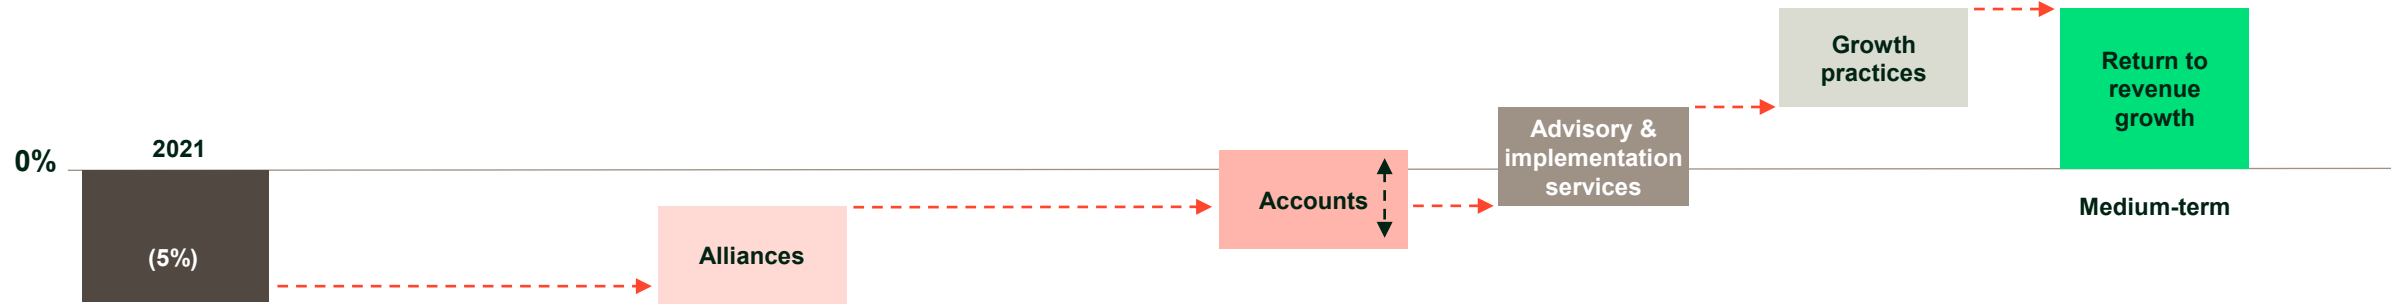 0%
2021
(5%)
Alliances
Accounts
Advisory &
implementation
services
Growth
practices
Return to
revenue
growth
Medium-term